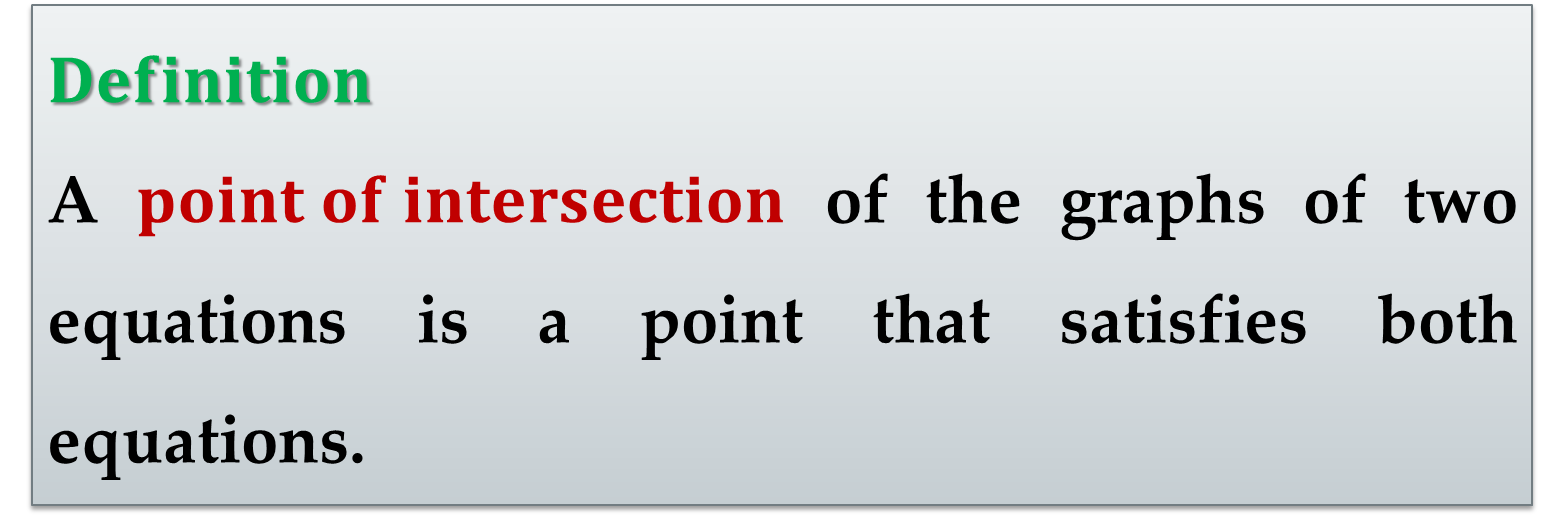 Definition
A point of intersection of the graphs of two
equations is a point that satisfies both
equations.